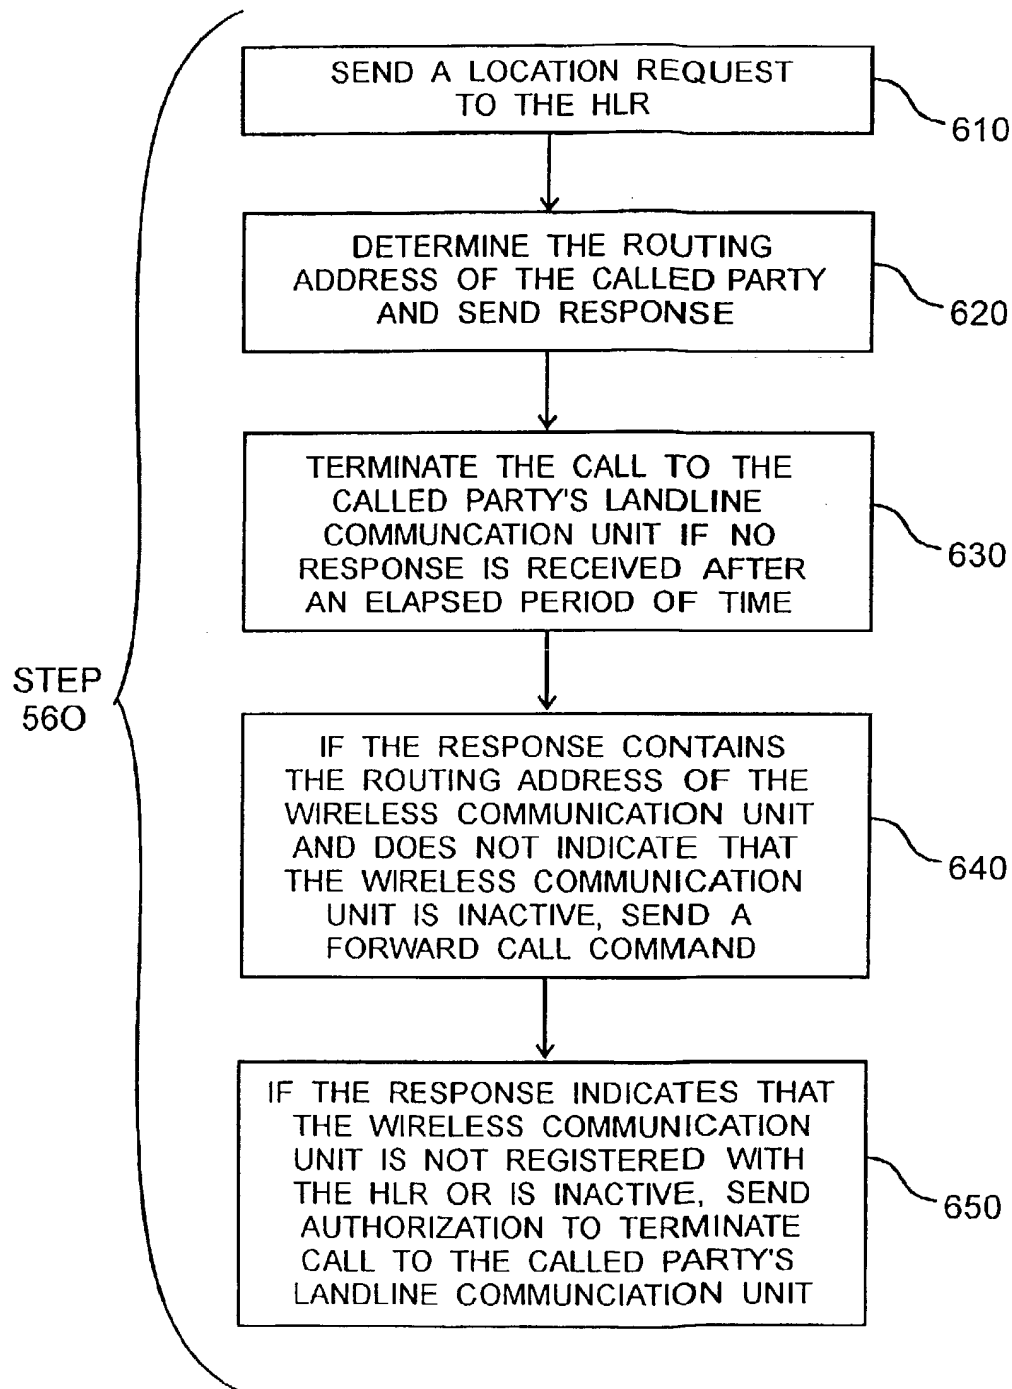 SEND A LOCATION REQUEST
TO THE HLR
610
DETERMINE THE ROUTING
ADDRESS OF THE CALLED PARTY
AND SEND RESPONSE
620
TERMINATE THE CALL TO THE
CALLED PARTY'S LANDLINE
COMMUNCATION UNIT IF NO
RESPONSE IS RECEIVED AFTER
AN ELAPSED PERIOD OF TIME
630
STEP
560
IF THE RESPONSE CONTAINS
THE ROUTING ADDRESS OF THE
WIRELESS COMMUNICATION UNIT
AND DOES NOT INDICATE THAT
THE WIRELESS COMMUNICATION
UNIT IS INACTIVE, SEND A
FORWARD CALL COMMAND
640
IF THE RESPONSE INDICATES THAT
THE WIRELESS COMMUNICATION
UNIT IS NOT REGISTERED WITH
THE HLR OR IS INACTIVE, SEND
AUTHORIZATION TO TERMINATE
CALL TO THE CALLED PARTY'S
LANDLINE COMMUNCIATION UNIT
650